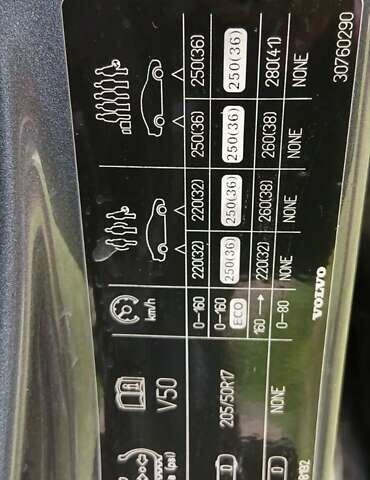 (psi) V50 km/h
0-160 220(32) 220(32) 250(36) 250(36)
205/50R17 0-160 ECO 250(36) 250(36) 250(36) 250(36)
160→ 220(32) 260(38) 260(38) 280(41)
NONE 0-80 NONE NONE NONE NONE
8192 VOLVO 30760290